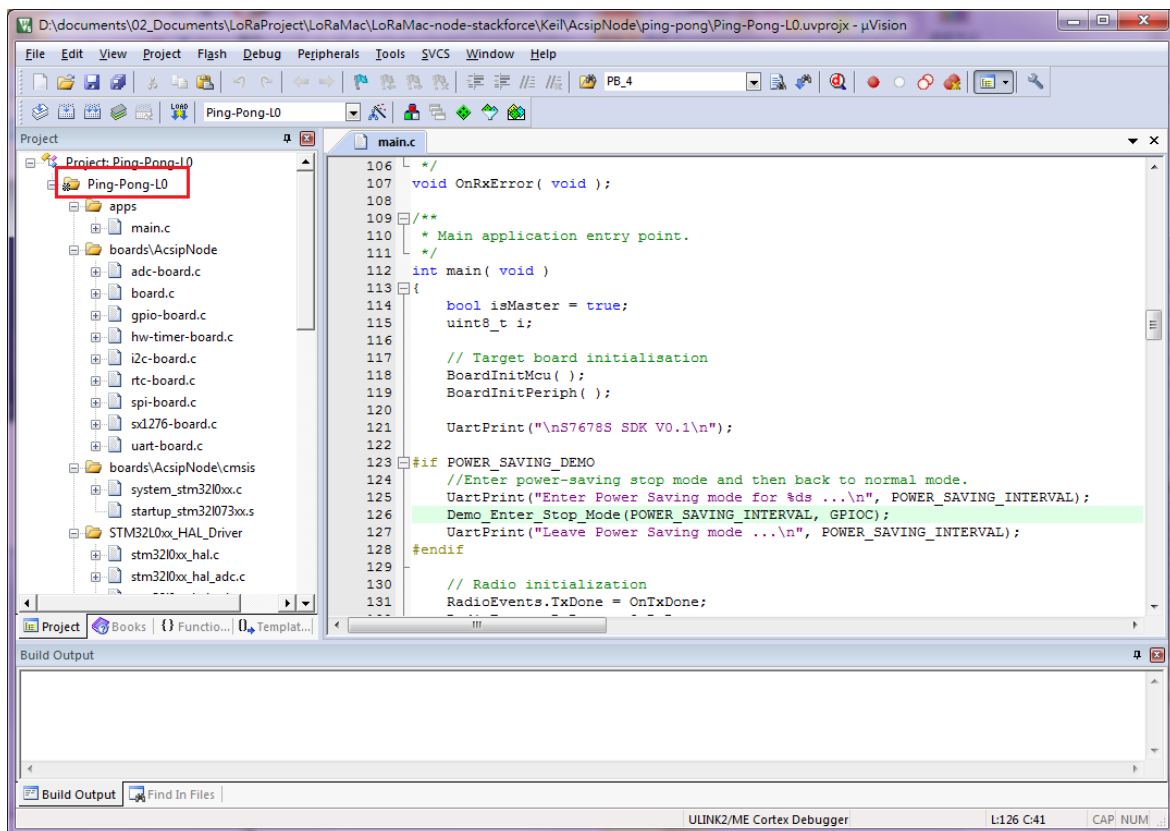 D:\documents\02_Documents\LoRaProject\LoRaMac\LoRaMac-node-stackforce\Keil\AcsipNode\ping-pong\Ping-Pong-L0.uvprojx - µVision
File Edit View Project Flash Debug Peripherals Tools SVCS Window Help
PB_4
LOAD Ping-Pong-L0
Project
Project: Ping-Pong-L0
Ping-Pong-L0
apps
main.c
boards\AcsipNode
adc-board.c
board.c
gpio-board.c
hw-timer-board.c
i2c-board.c
rtc-board.c
spi-board.c
sx1276-board.c
uart-board.c
boards\AcsipNode\cmsis
system_stm32l0xx.c
startup_stm32l073xx.s
STM32L0xx_HAL_Driver
stm32l0xx_hal.c
stm32l0xx_hal_adc.c
Project Books {} Functio... Templat...
main.c
106 */
107 void OnRxError( void );
108
109 /**
110 * Main application entry point.
111 */
112 int main( void )
113 {
114 bool isMaster = true;
115 uint8_t i;
116
117 // Target board initialisation
118 BoardInitMcu( );
119 BoardInitPeriph( );
120
121 UartPrint("\nS7678S SDK V0.1\n");
122
123 #if POWER_SAVING_DEMO
124 //Enter power-saving stop mode and then back to normal mode.
125 UartPrint("Enter Power Saving mode for %ds ...\n", POWER_SAVING_INTERVAL);
126 Demo_Enter_Stop_Mode(POWER_SAVING_INTERVAL, GPIOC);
127 UartPrint("Leave Power Saving mode ...\n", POWER_SAVING_INTERVAL);
128 #endif
129
130 // Radio initialization
131 RadioEvents.TxDone = OnTxDone;
Build Output
Build Output Find In Files
ULINK2/ME Cortex Debugger L:126 C:41 CAP NUM